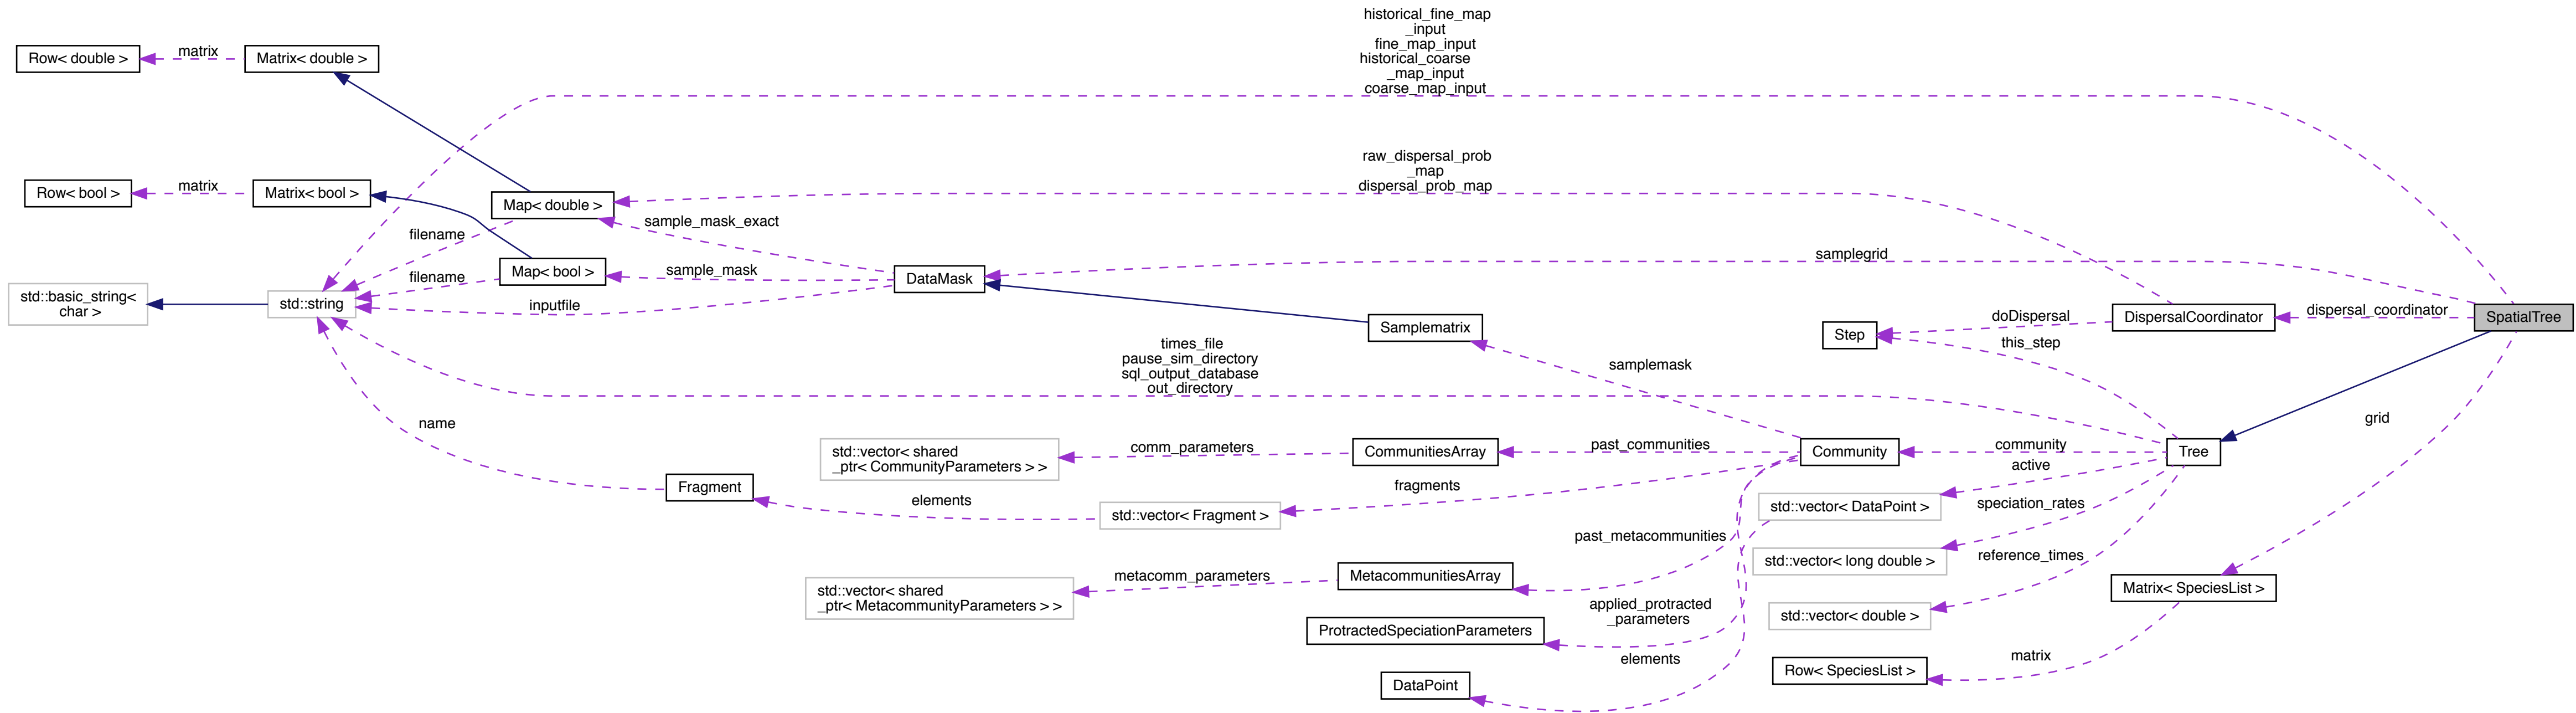 historical_fine_map
_input
fine_map_input
historical_coarse
_map_input
coarse_map_input
Row< double >
matrix
Matrix< double >
raw_dispersal_prob
_map
dispersal_prob_map
Row< bool >
matrix
Matrix< bool >
Map< double >
sample_mask_exact
filename
samplegrid
Map< bool >
sample_mask
filename
DataMask
std::basic_string<
char >
std::string
inputfile
Samplematrix
Step
doDispersal
this_step
DispersalCoordinator
dispersal_coordinator
SpatialTree
times_file
pause_sim_directory
sql_output_database
out_directory
samplemask
grid
name
std::vector< shared
_ptr< CommunityParameters > >
comm_parameters
CommunitiesArray
past_communities
Community
community
Tree
active
Fragment
elements
std::vector< Fragment >
fragments
std::vector< DataPoint >
speciation_rates
past_metacommunities
std::vector< long double >
reference_times
std::vector< shared
_ptr< MetacommunityParameters > >
metacomm_parameters
MetacommunitiesArray
Matrix< SpeciesList >
applied_protracted
_parameters
std::vector< double >
ProtractedSpeciationParameters
elements
matrix
Row< SpeciesList >
DataPoint